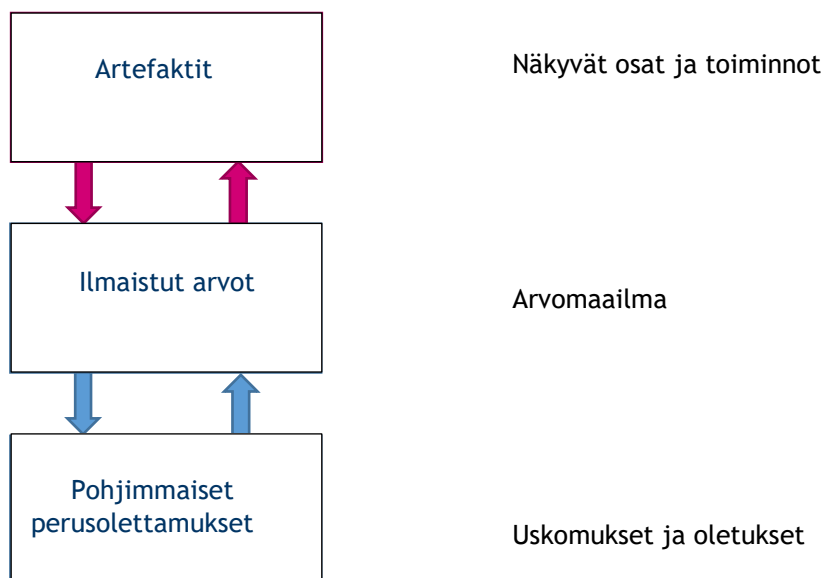 Artefaktit
Näkyvät osat ja toiminnot
Ilmaistut arvot
Arvomaailma
Pohjimmaiset
perusolettamukset
Uskomukset ja oletukset